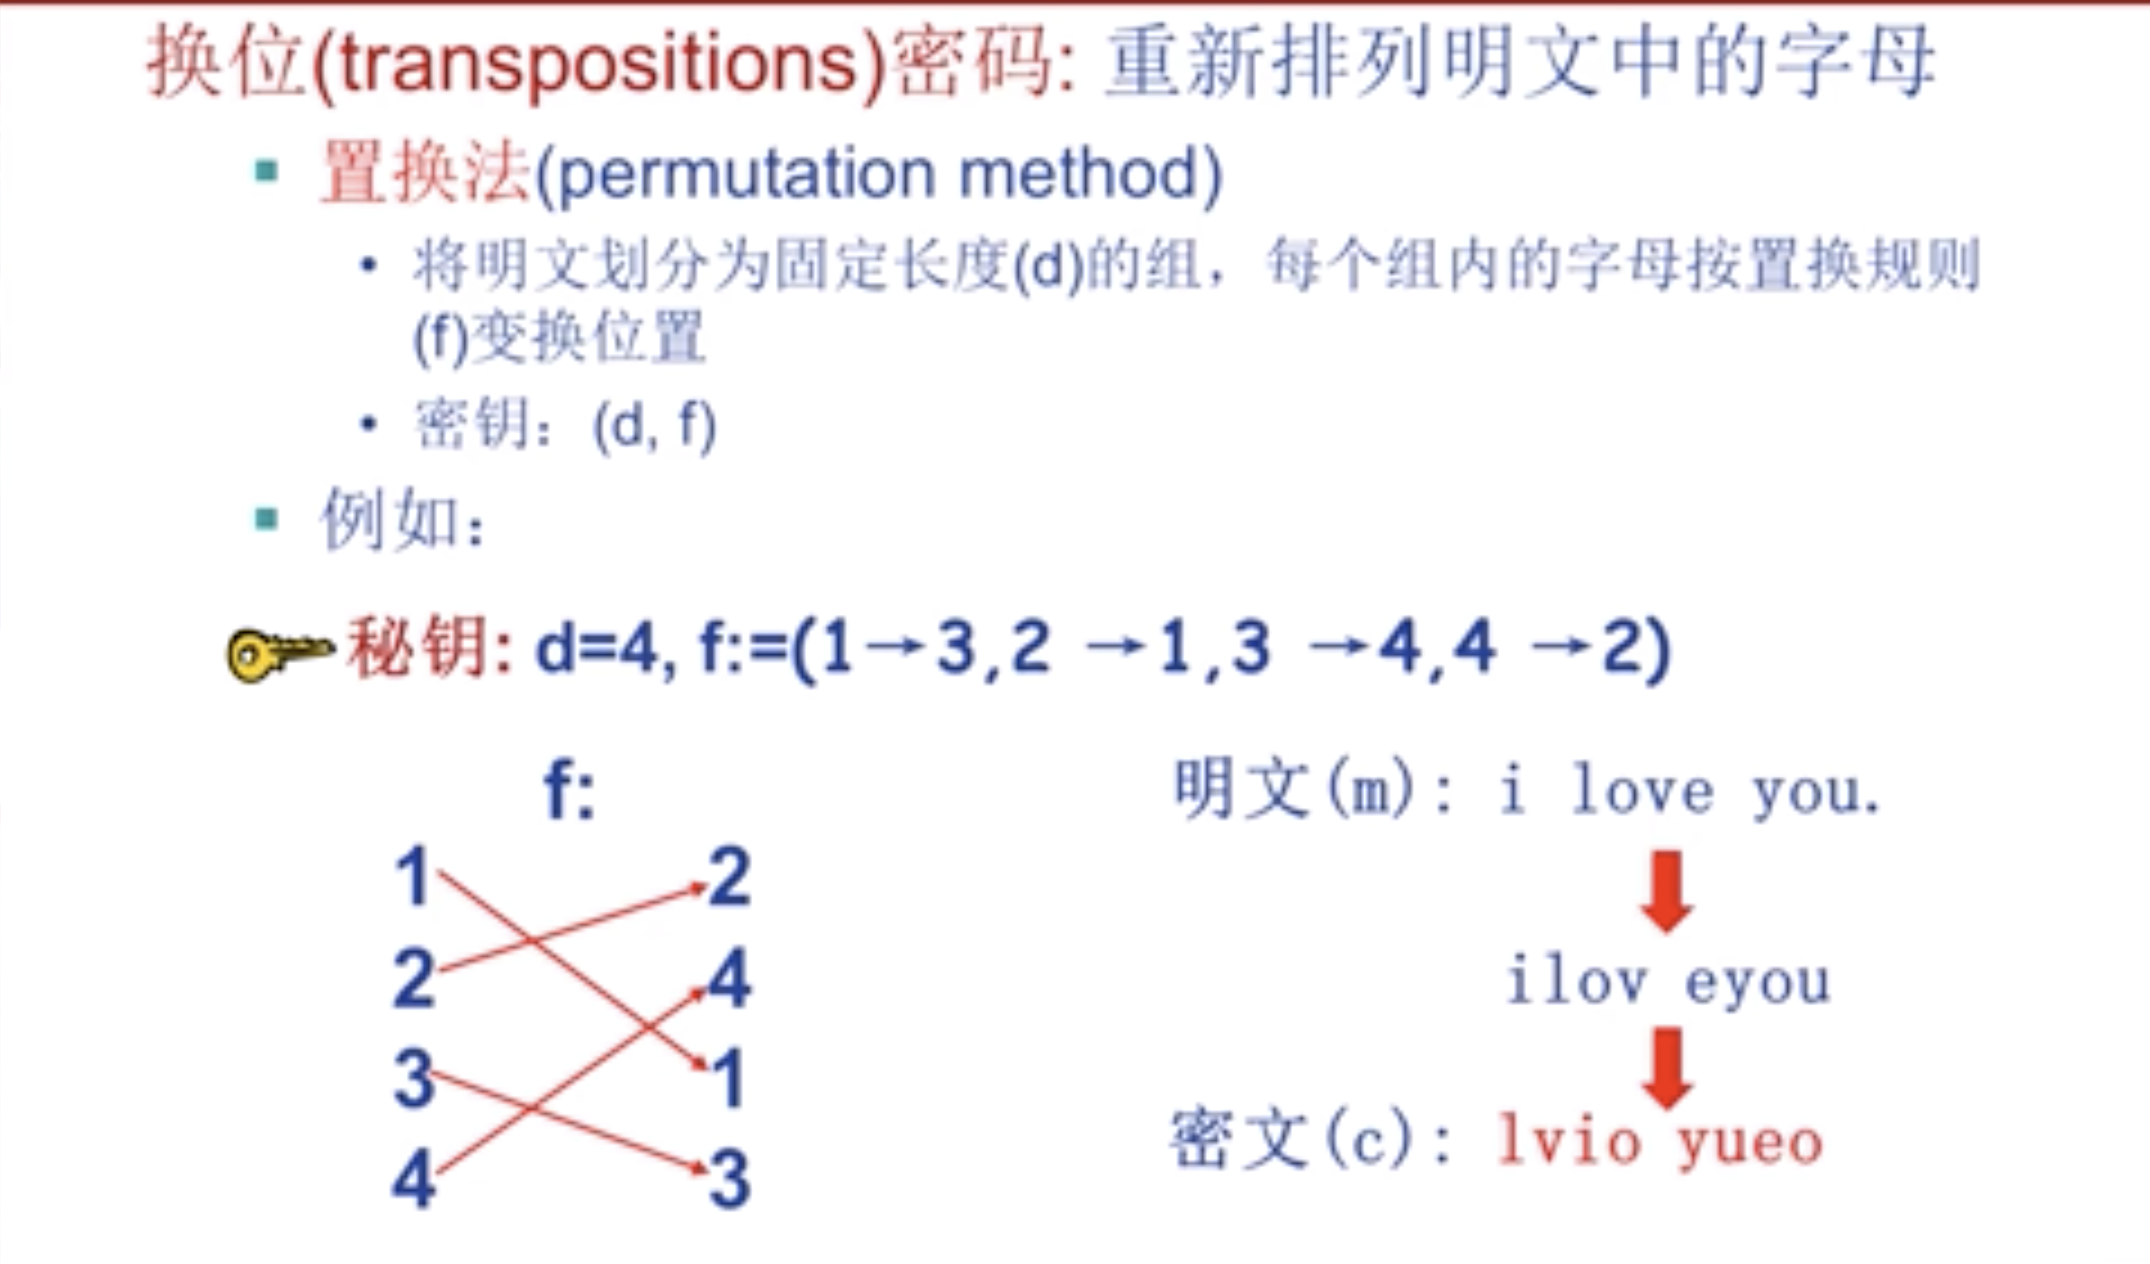 换位(transpositions)密码: 重新排列明文中的字母
置换法(permutation method)
将明文划分为固定长度(d)的组，每个组内的字母按置换规则
(f)变换位置
密钥：(d, f)
例如：
秘钥: d=4, f:=(1→3,2 →1,3 →4,4 →2)
f:
1 2
2 4
3 1
4 3
明文(m): i love you.
ilov eyou
密文(c): lvio yueo